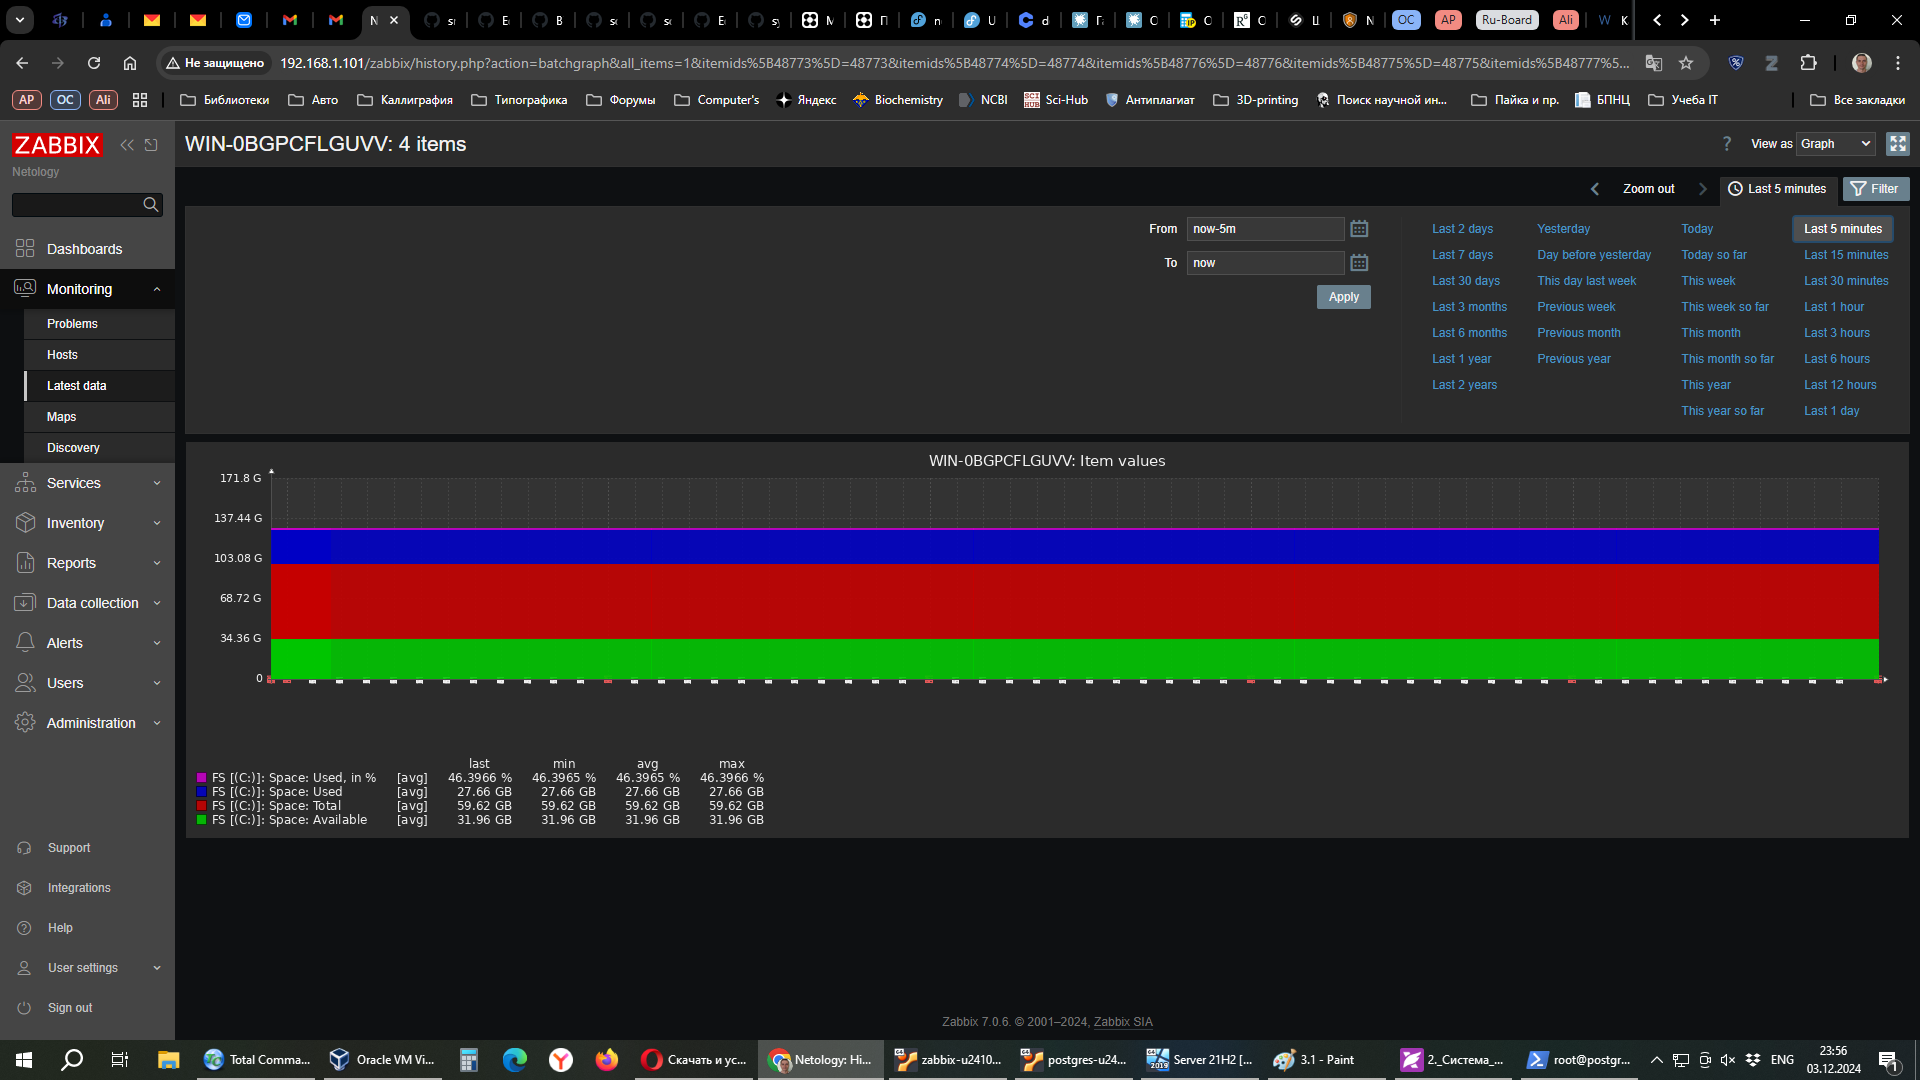 Не защищено
192.168.1.101/zabbix/history.php?action=batchgraph&all_items=1&itemids%5B48773%5D=48773&itemids%5B48774%5D=48774&itemids%5B48776%5D=48776&itemids%5B48775%5D=48775&itemids%5B48777%5...
OC AP Ru-Board Ali
AP OC Ali Библиотеки Авто Каллиграфия Типографика Форумы Computer's Яндекс Biochemistry NCBI Sci-Hub Антиплагиат 3D-printing Поиск научной ин... Пайка и пр. БПНЦ Учеба IT Все закладки
ZABBIX
Netology
WIN-0BGPCFLGUVV: 4 items
? View as Graph
Zoom out Last 5 minutes Filter
From now-5m
To now
Apply
Last 2 days Yesterday Today Last 5 minutes
Last 7 days Day before yesterday Today so far Last 15 minutes
Last 30 days This day last week This week Last 30 minutes
Last 3 months Previous week This week so far Last 1 hour
Last 6 months Previous month This month Last 3 hours
Last 1 year Previous year This month so far Last 6 hours
Last 2 years This year Last 12 hours
This year so far Last 1 day
Dashboards
Monitoring
Problems
Hosts
Latest data
Maps
Discovery
Services
Inventory
Reports
Data collection
Alerts
Users
Administration
Support
Integrations
Help
User settings
Sign out
WIN-0BGPCFLGUVV: Item values
171.8 G
137.44 G
103.08 G
68.72 G
34.36 G
0
last min avg max
FS [(C:)]: Space: Used, in % [avg] 46.3966 % 46.3965 % 46.3965 % 46.3966 %
FS [(C:)]: Space: Used [avg] 27.66 GB 27.66 GB 27.66 GB 27.66 GB
FS [(C:)]: Space: Total [avg] 59.62 GB 59.62 GB 59.62 GB 59.62 GB
FS [(C:)]: Space: Available [avg] 31.96 GB 31.96 GB 31.96 GB 31.96 GB
Zabbix 7.0.6. © 2001–2024, Zabbix SIA
Total Comma... Oracle VM Vi... Скачать и ус... Netology: Hi... zabbix-u2410... postgres-u24... Server 21H2 [... 3.1 - Paint 2._Система_... root@postgr... ENG
23:56
03.12.2024